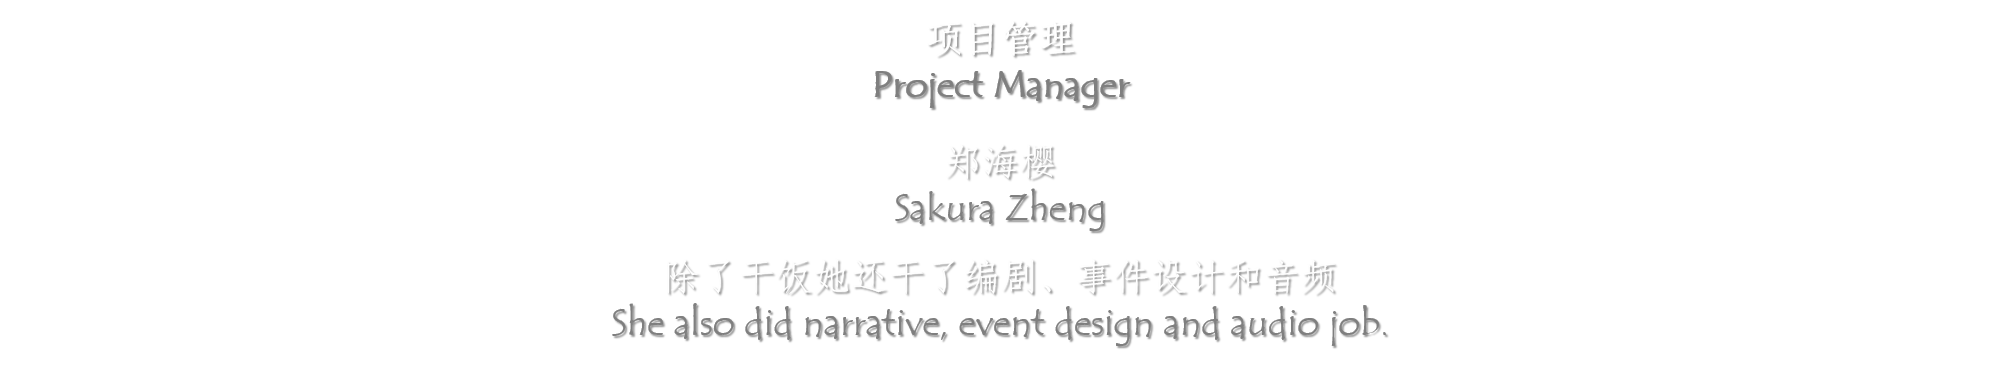 项目管理
Project Manager
郑海樱
Sakura Zheng
除了干饭她还干了编剧、事件设计和音频
She also did narrative, event design and audio job.